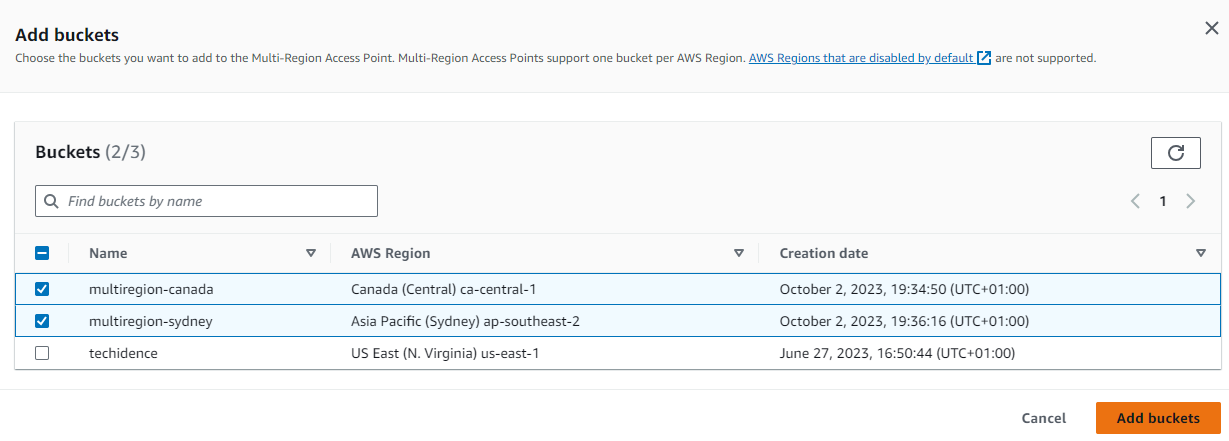 Add buckets
Choose the buckets you want to add to the Multi-Region Access Point. Multi-Region Access Points support one bucket per AWS Region. AWS Regions that are disabled by default are not supported.
Buckets (2/3)
Find buckets by name
1
Name AWS Region Creation date
multiregion-canada Canada (Central) ca-central-1 October 2, 2023, 19:34:50 (UTC+01:00)
multiregion-sydney Asia Pacific (Sydney) ap-southeast-2 October 2, 2023, 19:36:16 (UTC+01:00)
techidence US East (N. Virginia) us-east-1 June 27, 2023, 16:50:44 (UTC+01:00)
Cancel Add buckets